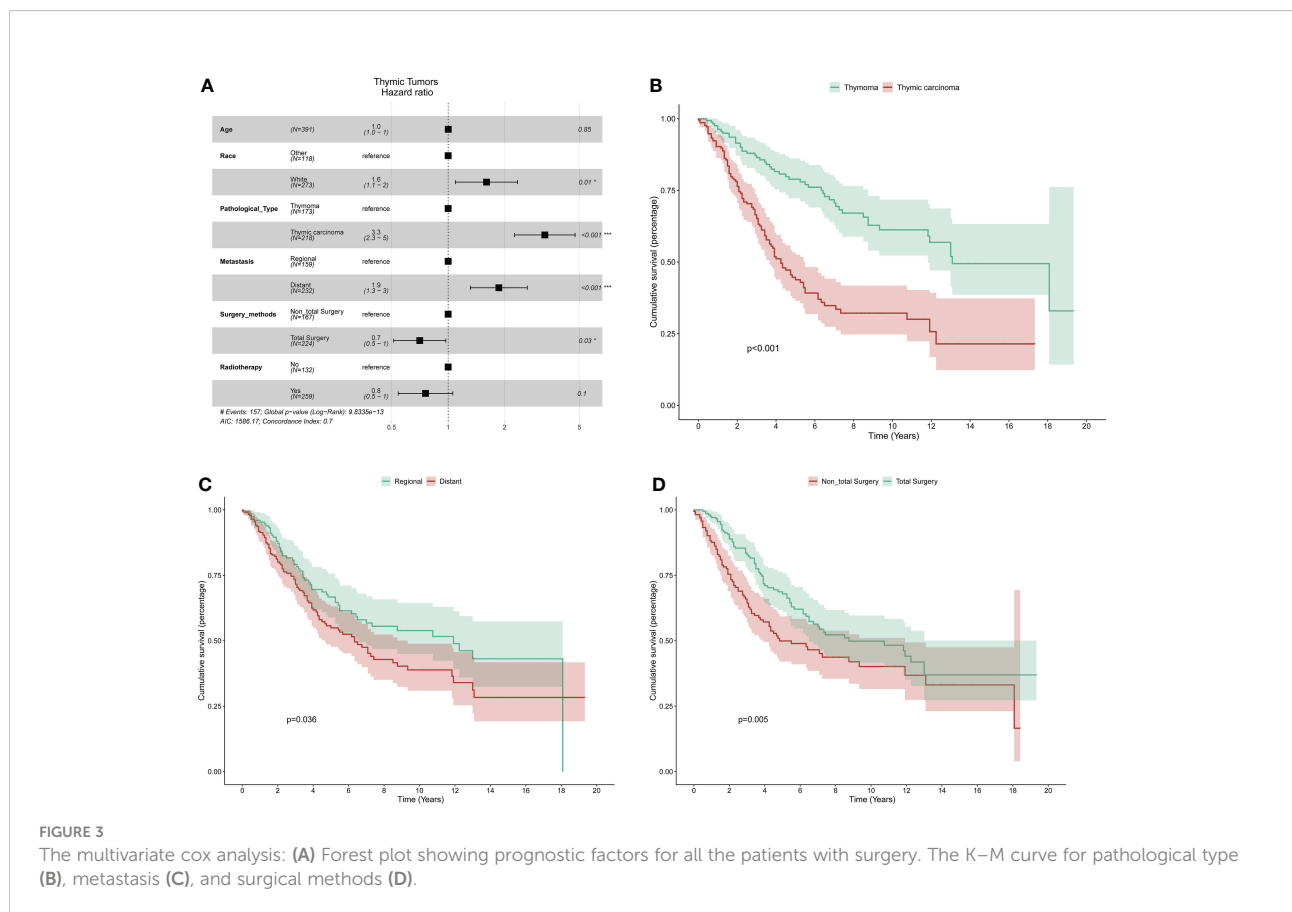 A
Thymic Tumors
Hazard ratio
Age (N=391) 1.0 (1.0 ~ 1) 0.85
Race Other (N=118) reference
White (N=273) 1.6 (1.1 ~ 2) 0.01 *
Pathological_Type Thymoma (N=173) reference
Thymic carcinoma (N=218) 3.3 (2.3 ~ 5) <0.001 ***
Metastasis Regional (N=159) reference
Distant (N=232) 1.9 (1.3 ~ 3) <0.001 ***
Surgery_methods Non_total Surgery (N=167) reference
Total Surgery (N=224) 0.7 (0.5 ~ 1) 0.03 *
Radiotherapy No (N=132) reference
Yes (N=259) 0.8 (0.5 ~ 1) 0.1
# Events: 157; Global p-value (Log-Rank): 9.8335e-13
AIC: 1586.17; Concordance Index: 0.7
0.5 1 2 5
B
Thymoma Thymic carcinoma
Cumulative survival (percentage)
1.00
0.75
0.50
0.25
0.00
p<0.001
0 2 4 6 8 10 12 14 16 18 20
Time (Years)
C
Regional Distant
Cumulative survival (percentage)
1.00
0.75
0.50
0.25
0.00
p=0.036
0 2 4 6 8 10 12 14 16 18 20
Time (Years)
D
Non_total Surgery Total Surgery
Cumulative survival (percentage)
1.00
0.75
0.50
0.25
0.00
p=0.005
0 2 4 6 8 10 12 14 16 18 20
Time (Years)
FIGURE 3
The multivariate cox analysis: (A) Forest plot showing prognostic factors for all the patients with surgery. The K–M curve for pathological type
(B), metastasis (C), and surgical methods (D).